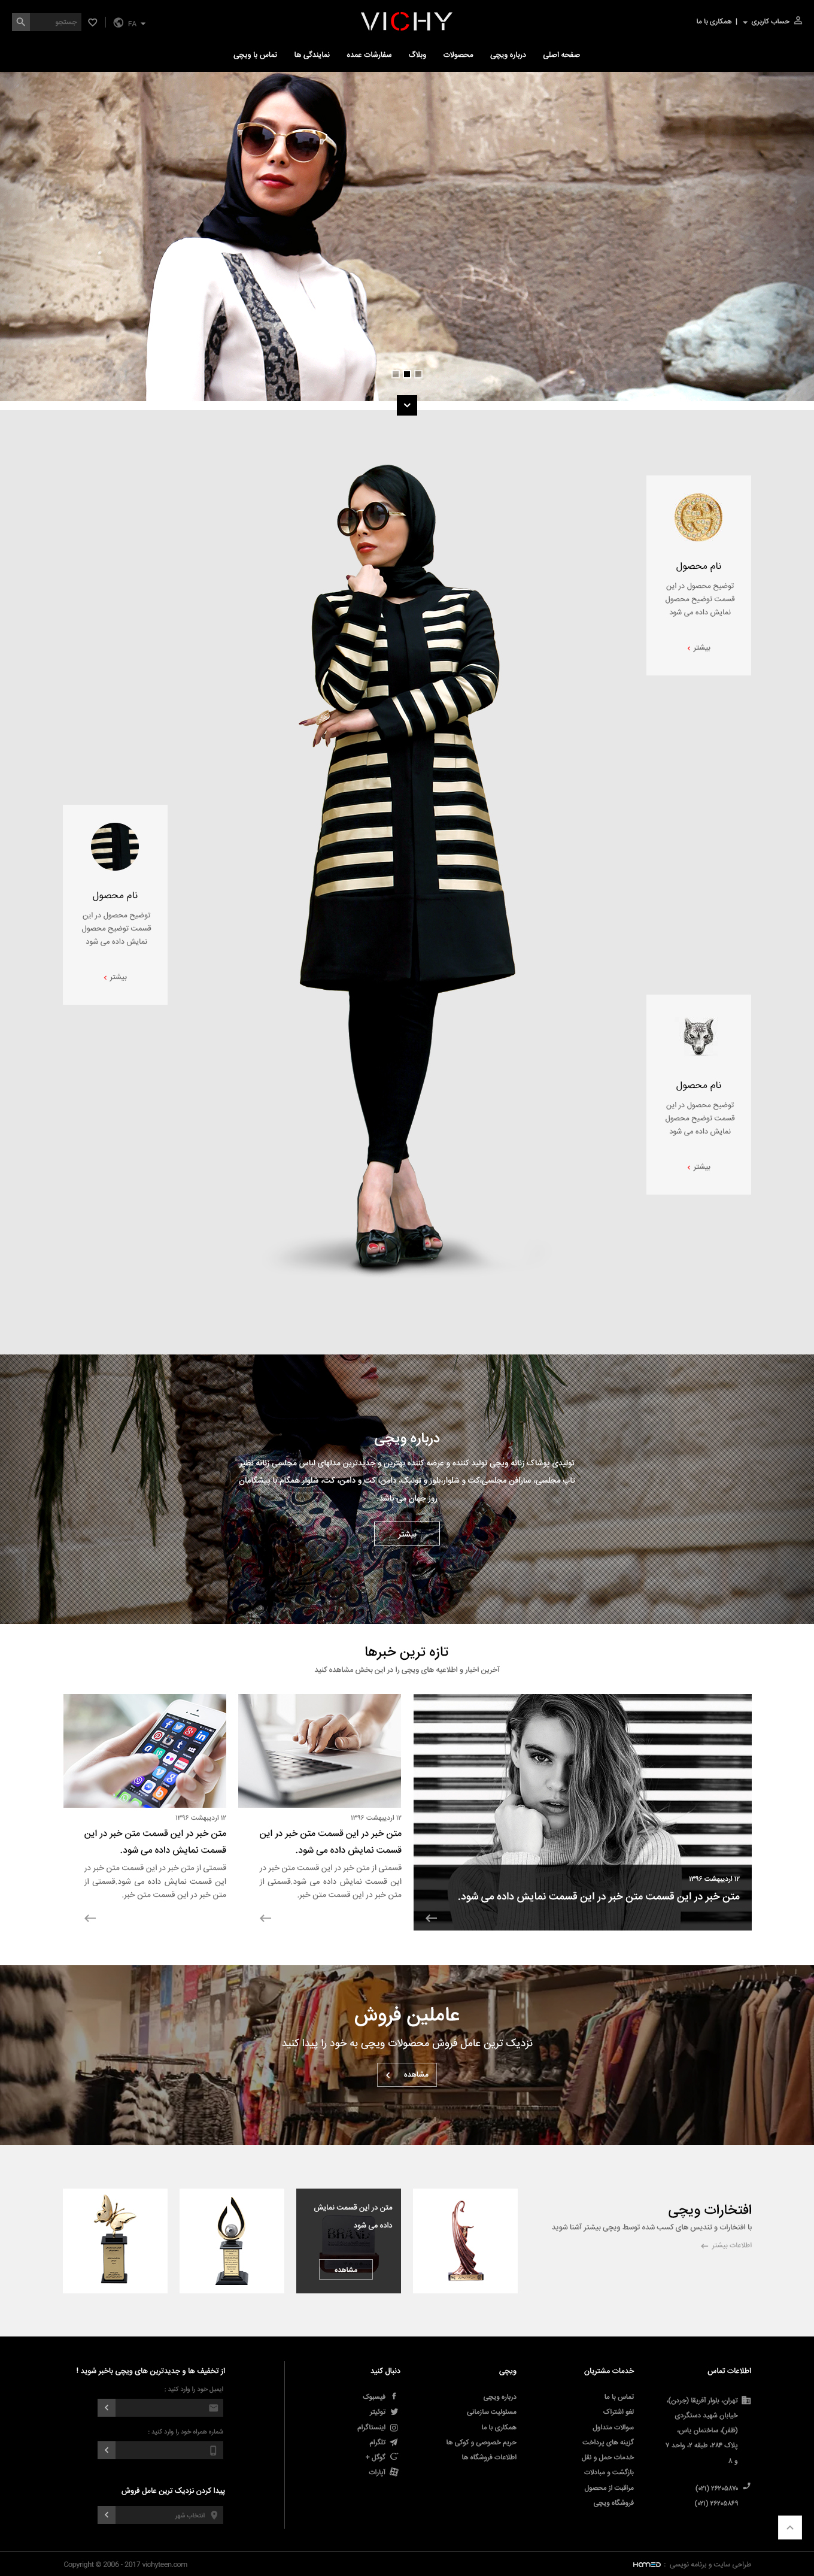 حساب کاربری | همکاری با ما
VICHY
FA
جستجو
صفحه اصلی درباره ویچی محصولات وبلاگ سفارشات عمده نمایندگی ها تماس با ویچی
نام محصول
توضیح محصول در این
قسمت توضیح محصول
نمایش داده می شود
بیشتر
نام محصول
توضیح محصول در این
قسمت توضیح محصول
نمایش داده می شود
بیشتر
نام محصول
توضیح محصول در این
قسمت توضیح محصول
نمایش داده می شود
بیشتر
درباره ویچی
تولیدی پوشاک زنانه ویچی تولید کننده و عرضه کننده بهترین و جدیدترین مدلهای لباس مجلسی زنانه نظیر
تاپ مجلسی، سارافن مجلسی،کت و شلوار،بلوز و تونیک، دامن، کت و دامن، کت، شلوار همگام با پیشگامان
روز جهان می باشد.
بیشتر
تازه ترین خبرها
آخرین اخبار و اطلاعیه های ویچی را در این بخش مشاهده کنید
۱۲ اردیبهشت ۱۳۹۶
متن خبر در این قسمت متن خبر در این قسمت نمایش داده می شود.
۱۲ اردیبهشت ۱۳۹۶
متن خبر در این قسمت متن خبر در این
قسمت نمایش داده می شود.
قسمتی از متن خبر در این قسمت متن خبر در
این قسمت نمایش داده می شود.قسمتی از
متن خبر در این قسمت متن خبر.
۱۲ اردیبهشت ۱۳۹۶
متن خبر در این قسمت متن خبر در این
قسمت نمایش داده می شود.
قسمتی از متن خبر در این قسمت متن خبر در
این قسمت نمایش داده می شود.قسمتی از
متن خبر در این قسمت متن خبر.
عاملین فروش
نزدیک ترین عامل فروش محصولات ویچی به خود را پیدا کنید
مشاهده
افتخارات ویچی
با افتخارات و تندیس های کسب شده توسط ویچی بیشتر آشنا شوید
اطلاعات بیشتر
متن در این قسمت نمایش
داده می شود
BRAND
مشاهده
اطلاعات تماس
تهران، بلوار آفریقا (جردن)،
خیابان شهید دستگردی
(ظفر)، ساختمان یاس،
پلاک ۲۸۴، طبقه ۲، واحد ۷
و ۸
۲۶۲۰۵۸۷۰ (۰۲۱)
۲۶۲۰۵۸۶۹ (۰۲۱)
خدمات مشتریان
تماس با ما
لغو اشتراک
سوالات متداول
گزینه های پرداخت
خدمات حمل و نقل
بازگشت و مبادلات
مراقبت از محصول
فروشگاه ویچی
ویچی
درباره ویچی
مسئولیت سازمانی
همکاری با ما
حریم خصوصی و کوکی ها
اطلاعات فروشگاه ها
دنبال کنید
فیسبوک
توئیتر
اینستاگرام
تلگرام
گوگل +
آپارات
از تخفیف ها و جدیدترین های ویچی باخبر شوید !
ایمیل خود را وارد کنید :
شماره همراه خود را وارد کنید :
پیدا کردن نزدیک ترین عامل فروش
انتخاب شهر
طراحی سایت و برنامه نویسی : HAMED
Copyright © 2006 - 2017 vichyteen.com